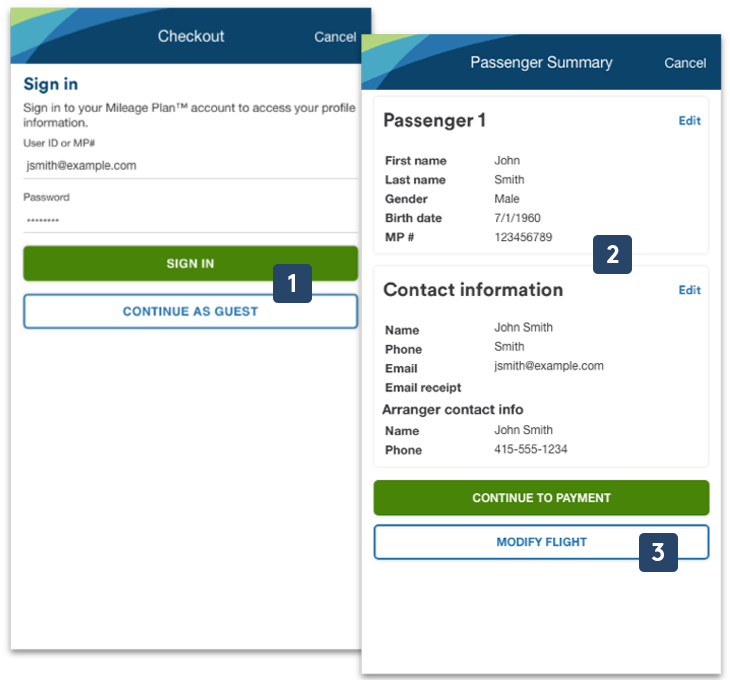 Checkout
Cancel
Sign in
Sign in to your Mileage Plan™ account to access your profile
information.
User ID or MP#
jsmith@example.com
Password
********
SIGN IN
1
CONTINUE AS GUEST
Passenger Summary
Cancel
Passenger 1
Edit
First name John
Last name Smith
Gender Male
Birth date 7/1/1960
MP # 123456789
2
Contact information
Edit
Name John Smith
Phone Smith
Email jsmith@example.com
Email receipt
Arranger contact info
Name John Smith
Phone 415-555-1234
CONTINUE TO PAYMENT
MODIFY FLIGHT
3